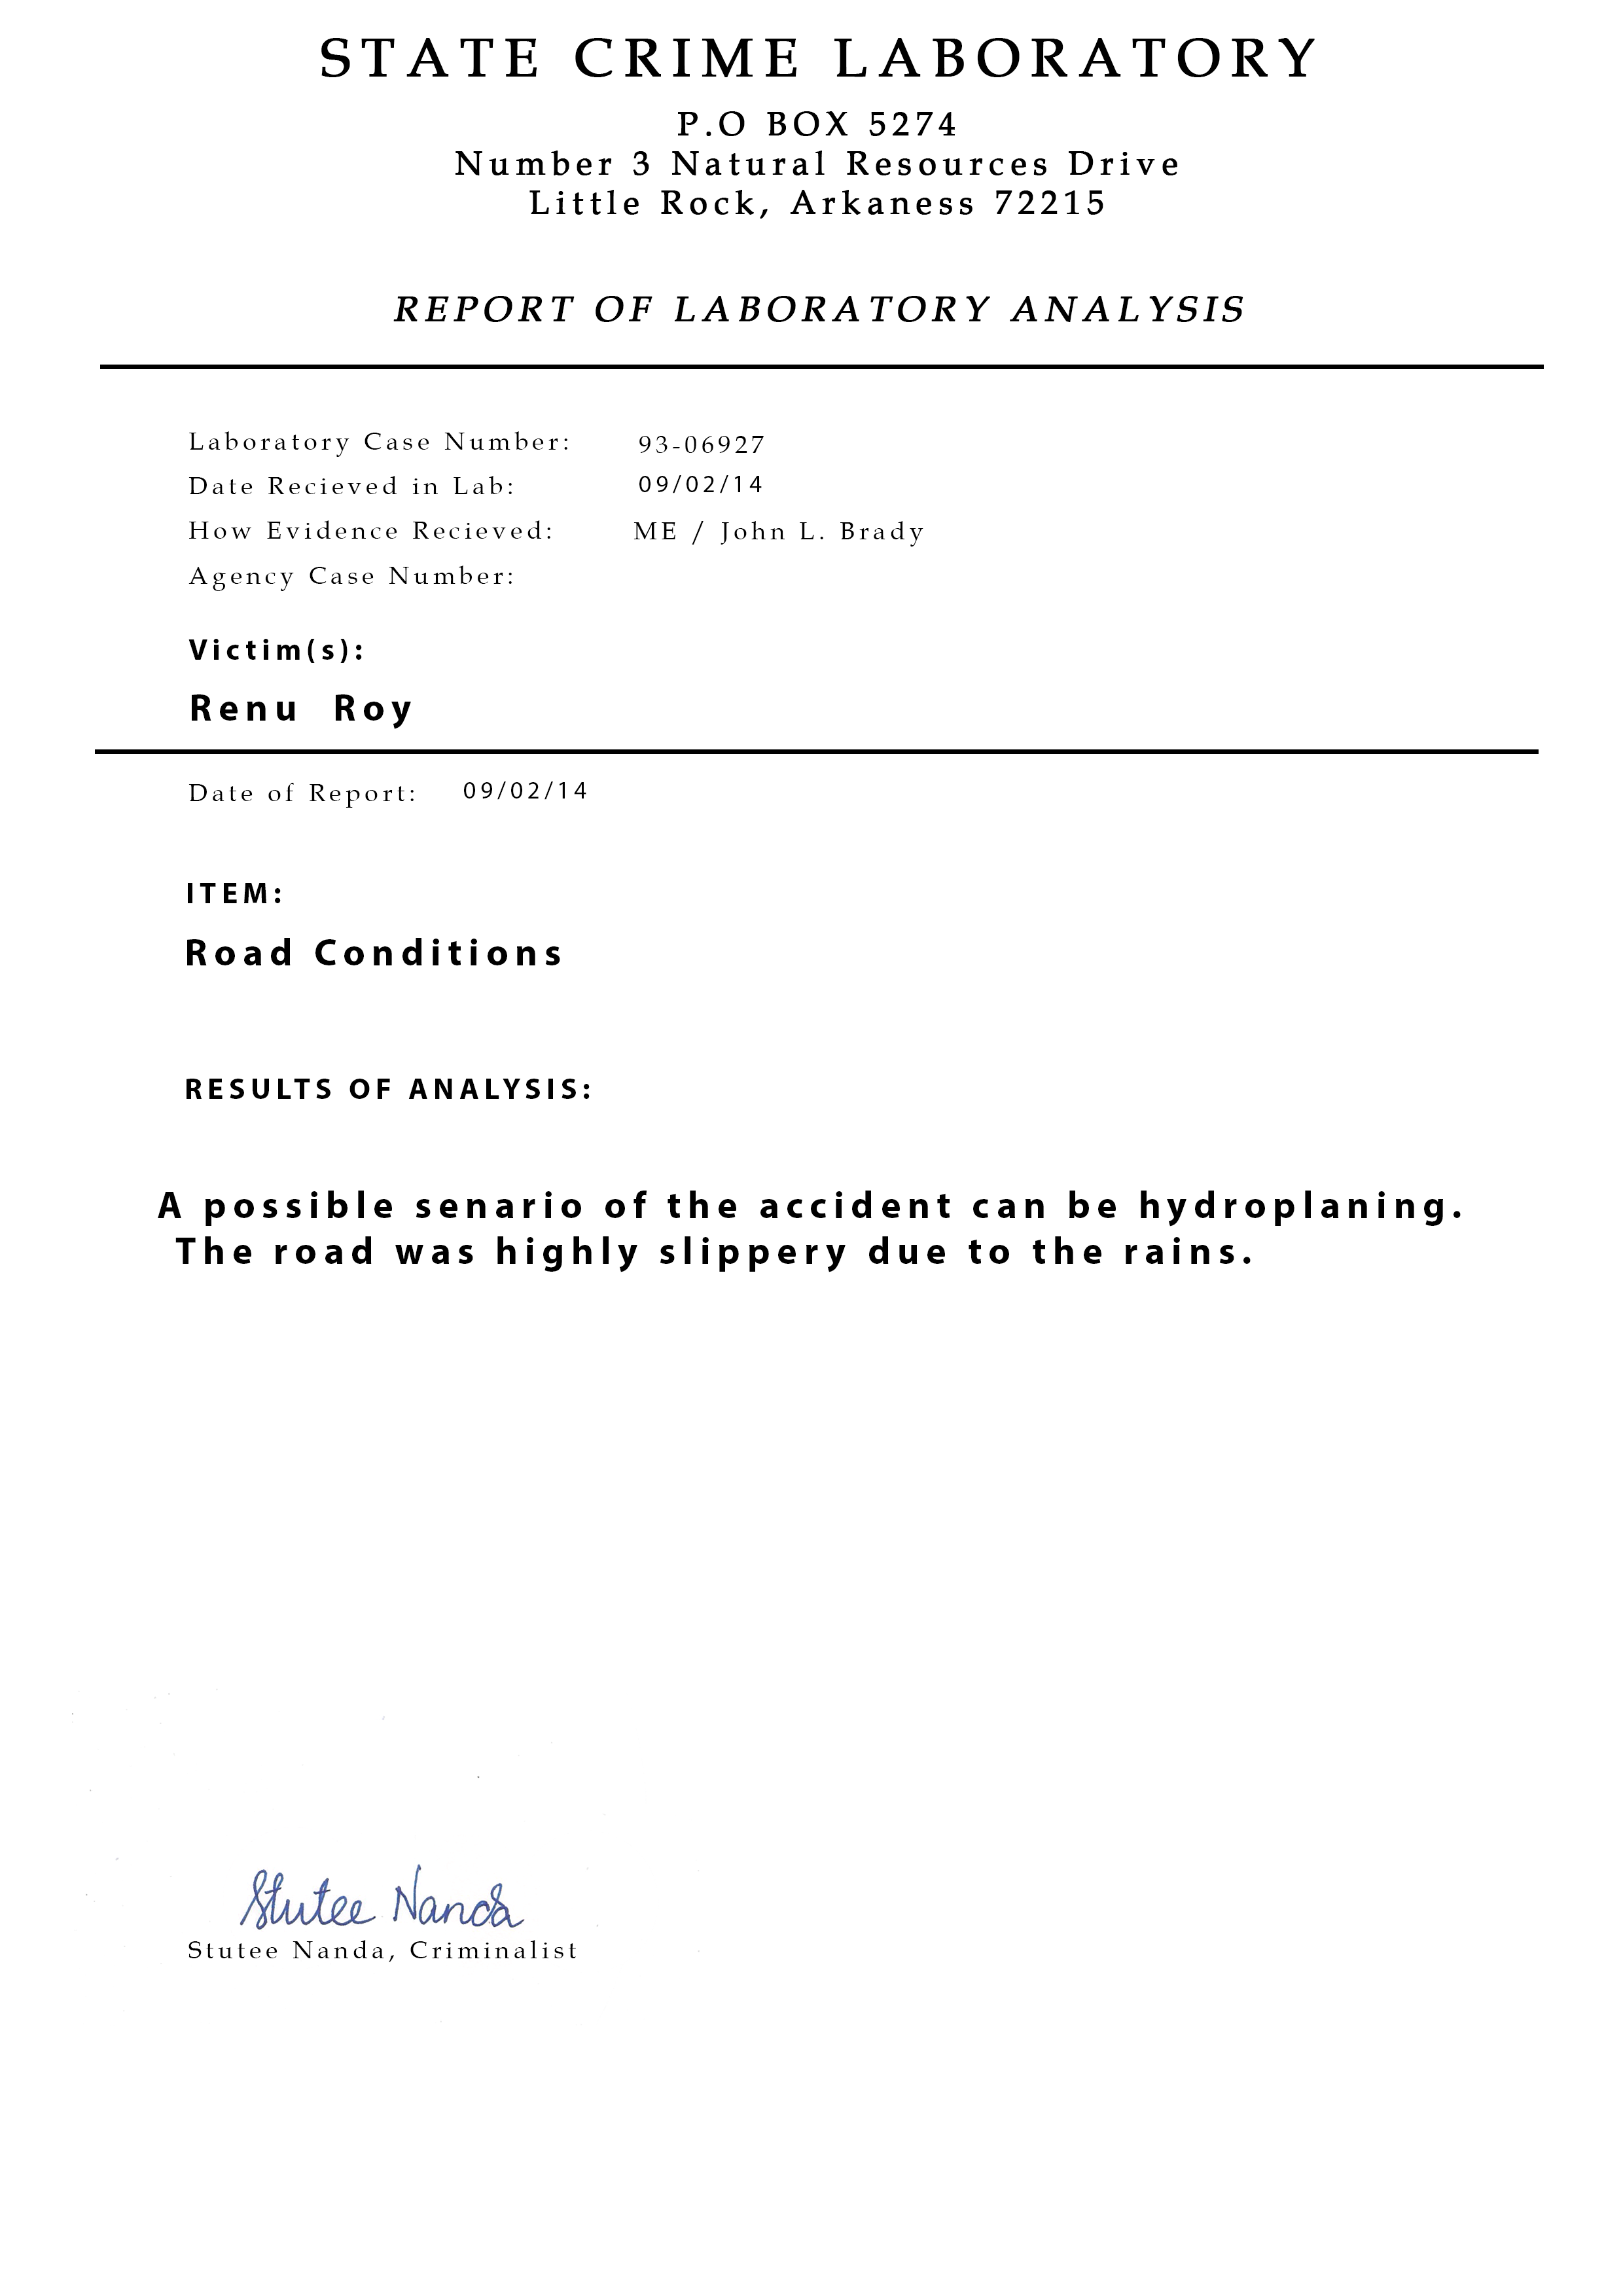 STATE CRIME LABORATORY
P.O BOX 5274
Number 3 Natural Resources Drive
Little Rock, Arkaness 72215
REPORT OF LABORATORY ANALYSIS
Laboratory Case Number: 93-06927
Date Recieved in Lab: 09/02/14
How Evidence Recieved: ME / John L. Brady
Agency Case Number:
Victim(s):
Renu Roy
Date of Report: 09/02/14
ITEM:
Road Conditions
RESULTS OF ANALYSIS:
A possible senario of the accident can be hydroplaning.
The road was highly slippery due to the rains.
Stutee Nanda
Stutee Nanda, Criminalist